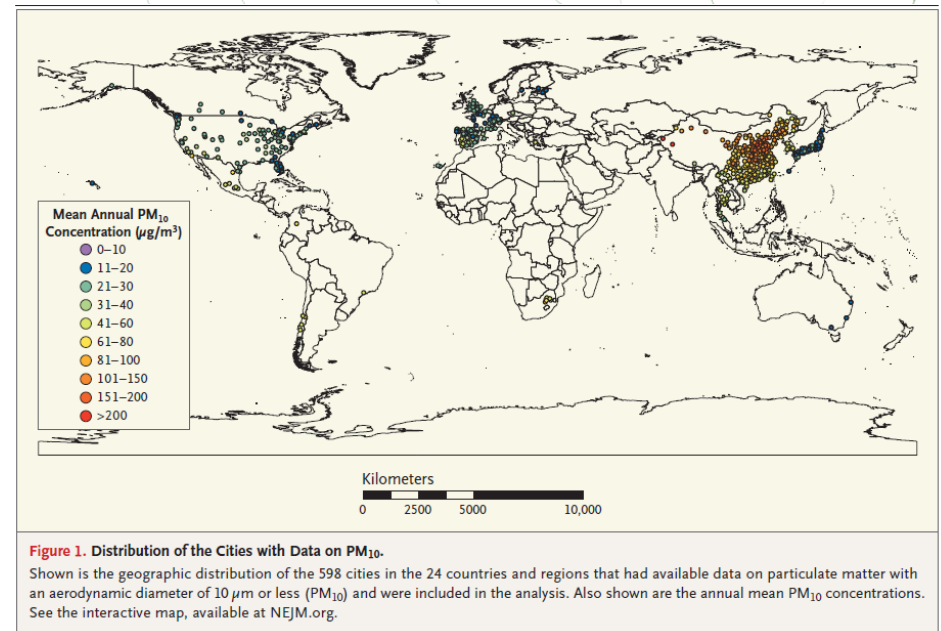 Mean Annual PM₁₀
Concentration (μg/m³)
0–10
11–20
21–30
31–40
41–60
61–80
81–100
101–150
151–200
>200
Kilometers
0 2500 5000 10,000
Figure 1. Distribution of the Cities with Data on PM₁₀.
Shown is the geographic distribution of the 598 cities in the 24 countries and regions that had available data on particulate matter with
an aerodynamic diameter of 10 μm or less (PM₁₀) and were included in the analysis. Also shown are the annual mean PM₁₀ concentrations.
See the interactive map, available at NEJM.org.